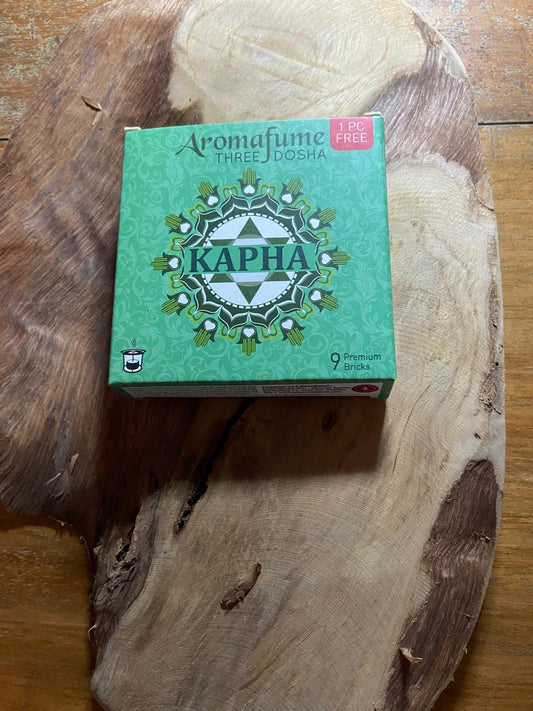 Aromafume
THREE DOSHA
1 PC
FREE
KAPHA
9 Premium
Bricks